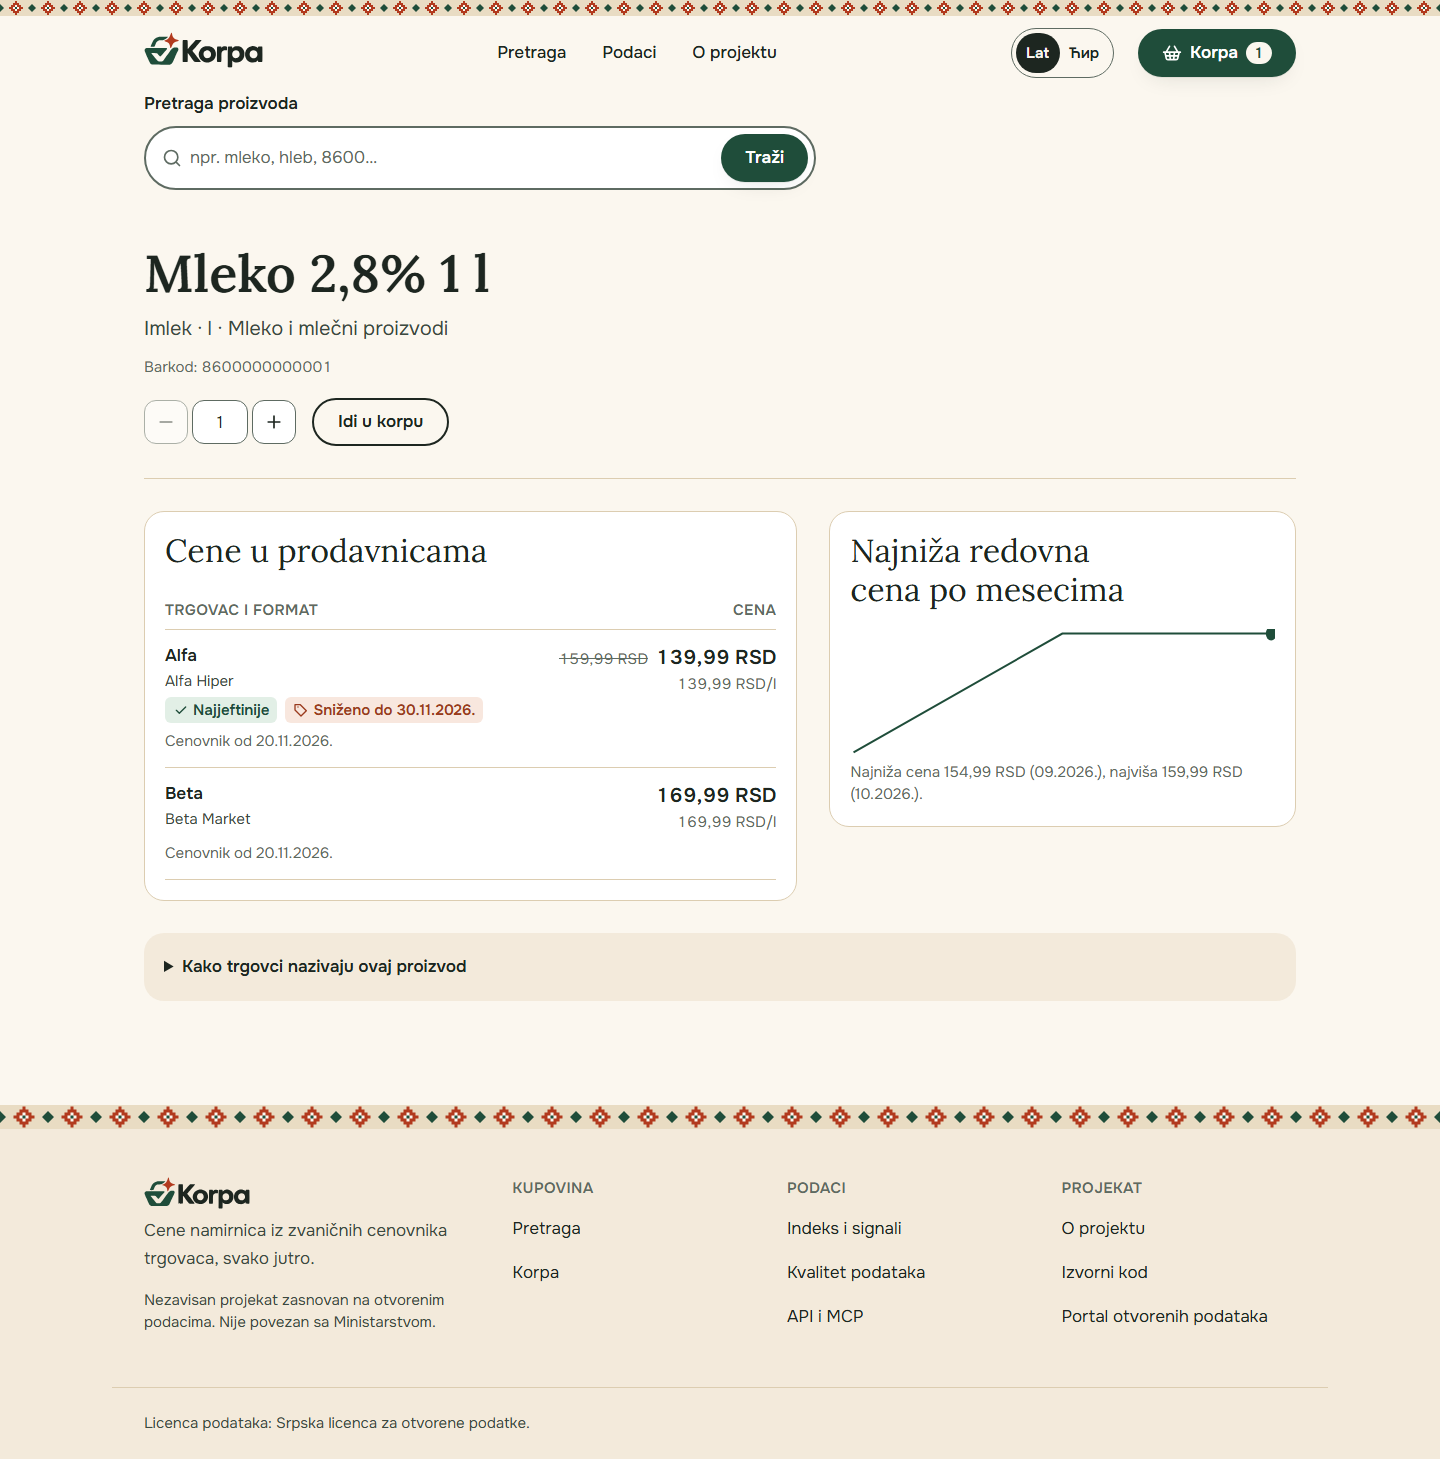 Korpa
Pretraga Podaci O projektu
Lat Ћир
Korpa 1
Pretraga proizvoda
npr. mleko, hleb, 8600...
Traži
Mleko 2,8% 1 l
Imlek · l · Mleko i mlečni proizvodi
Barkod: 8600000000001
− 1 +
Idi u korpu
Cene u prodavnicama
TRGOVAC I FORMAT CENA
Alfa 159,99 RSD 139,99 RSD
Alfa Hiper 139,99 RSD/l
Najjeftinije Sniženo do 30.11.2026.
Cenovnik od 20.11.2026.
Beta 169,99 RSD
Beta Market 169,99 RSD/l
Cenovnik od 20.11.2026.
Najniža redovna
cena po mesecima
Najniža cena 154,99 RSD (09.2026.), najviša 159,99 RSD
(10.2026.).
Kako trgovci nazivaju ovaj proizvod
Korpa
Cene namirnica iz zvaničnih cenovnika
trgovaca, svako jutro.
Nezavisan projekat zasnovan na otvorenim
podacima. Nije povezan sa Ministarstvom.
KUPOVINA
Pretraga
Korpa
PODACI
Indeks i signali
Kvalitet podataka
API i MCP
PROJEKAT
O projektu
Izvorni kod
Portal otvorenih podataka
Licenca podataka: Srpska licenca za otvorene podatke.